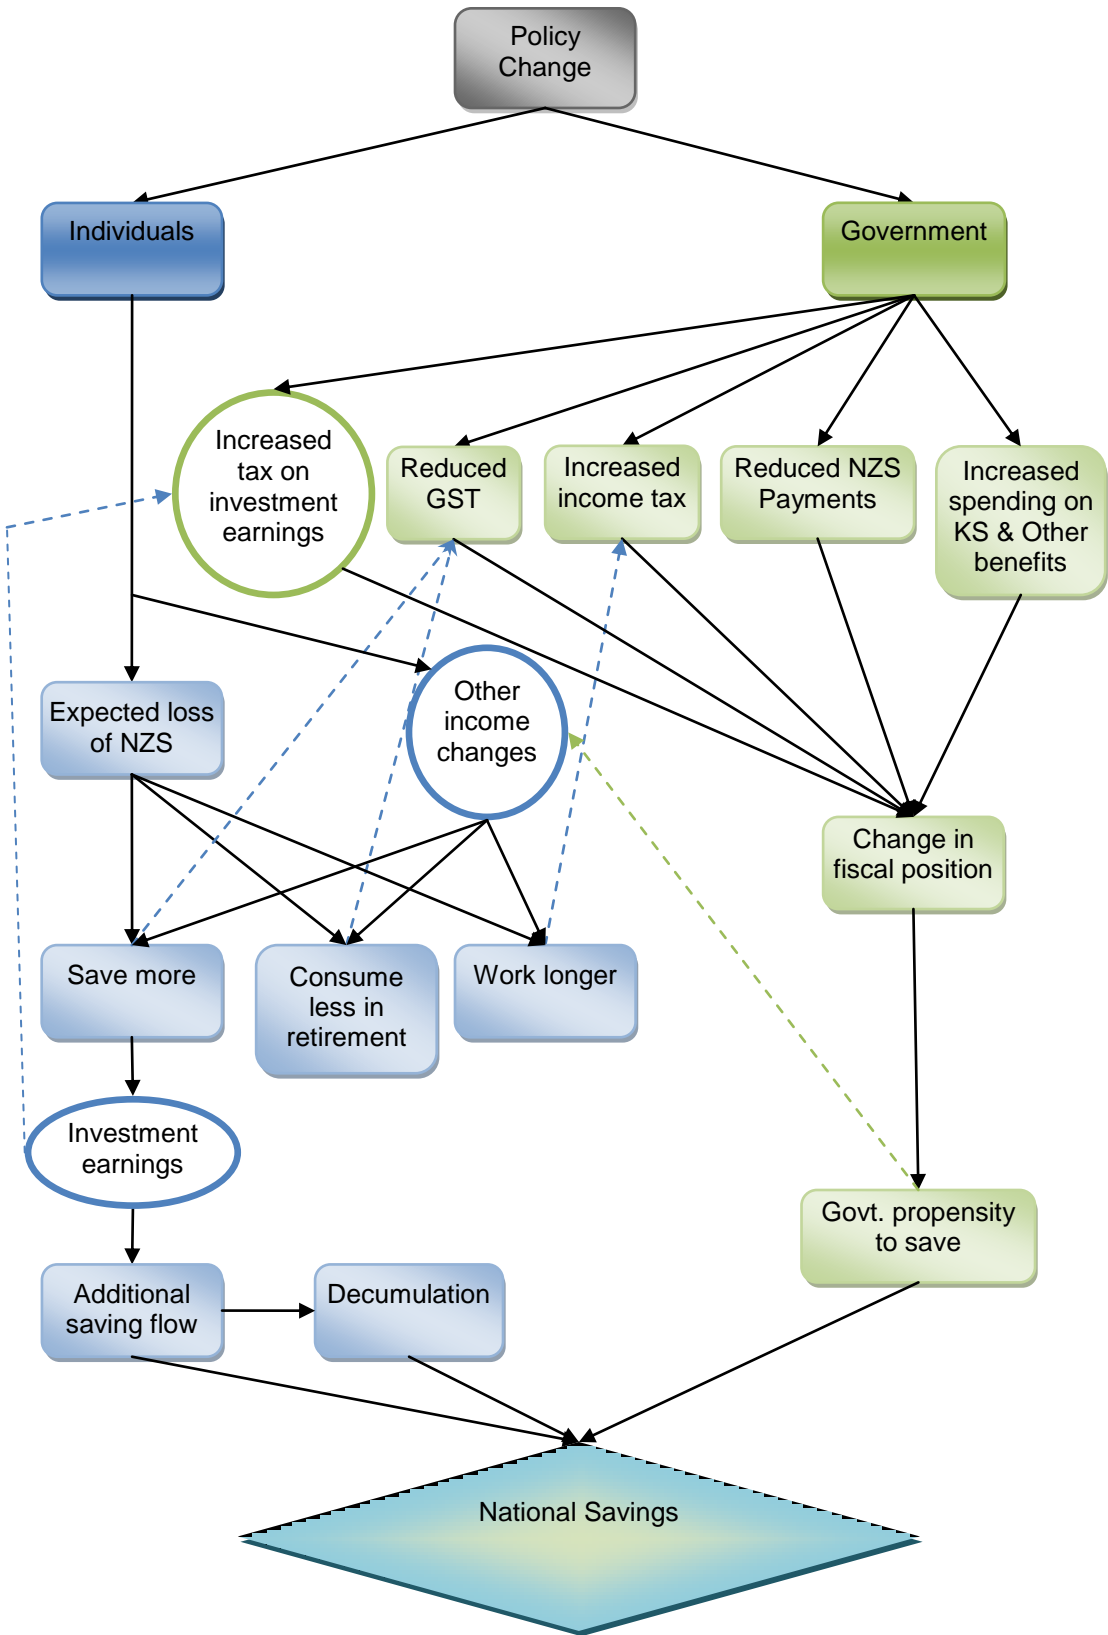 Policy
Change
Individuals
Government
Increased
tax on
investment
earnings
Reduced
GST
Increased
income tax
Reduced NZS
Payments
Increased
spending on
KS & Other
benefits
Expected loss
of NZS
Other
income
changes
Change in
fiscal position
Save more
Consume
less in
retirement
Work longer
Investment
earnings
Govt. propensity
to save
Additional
saving flow
Decumulation
National Savings